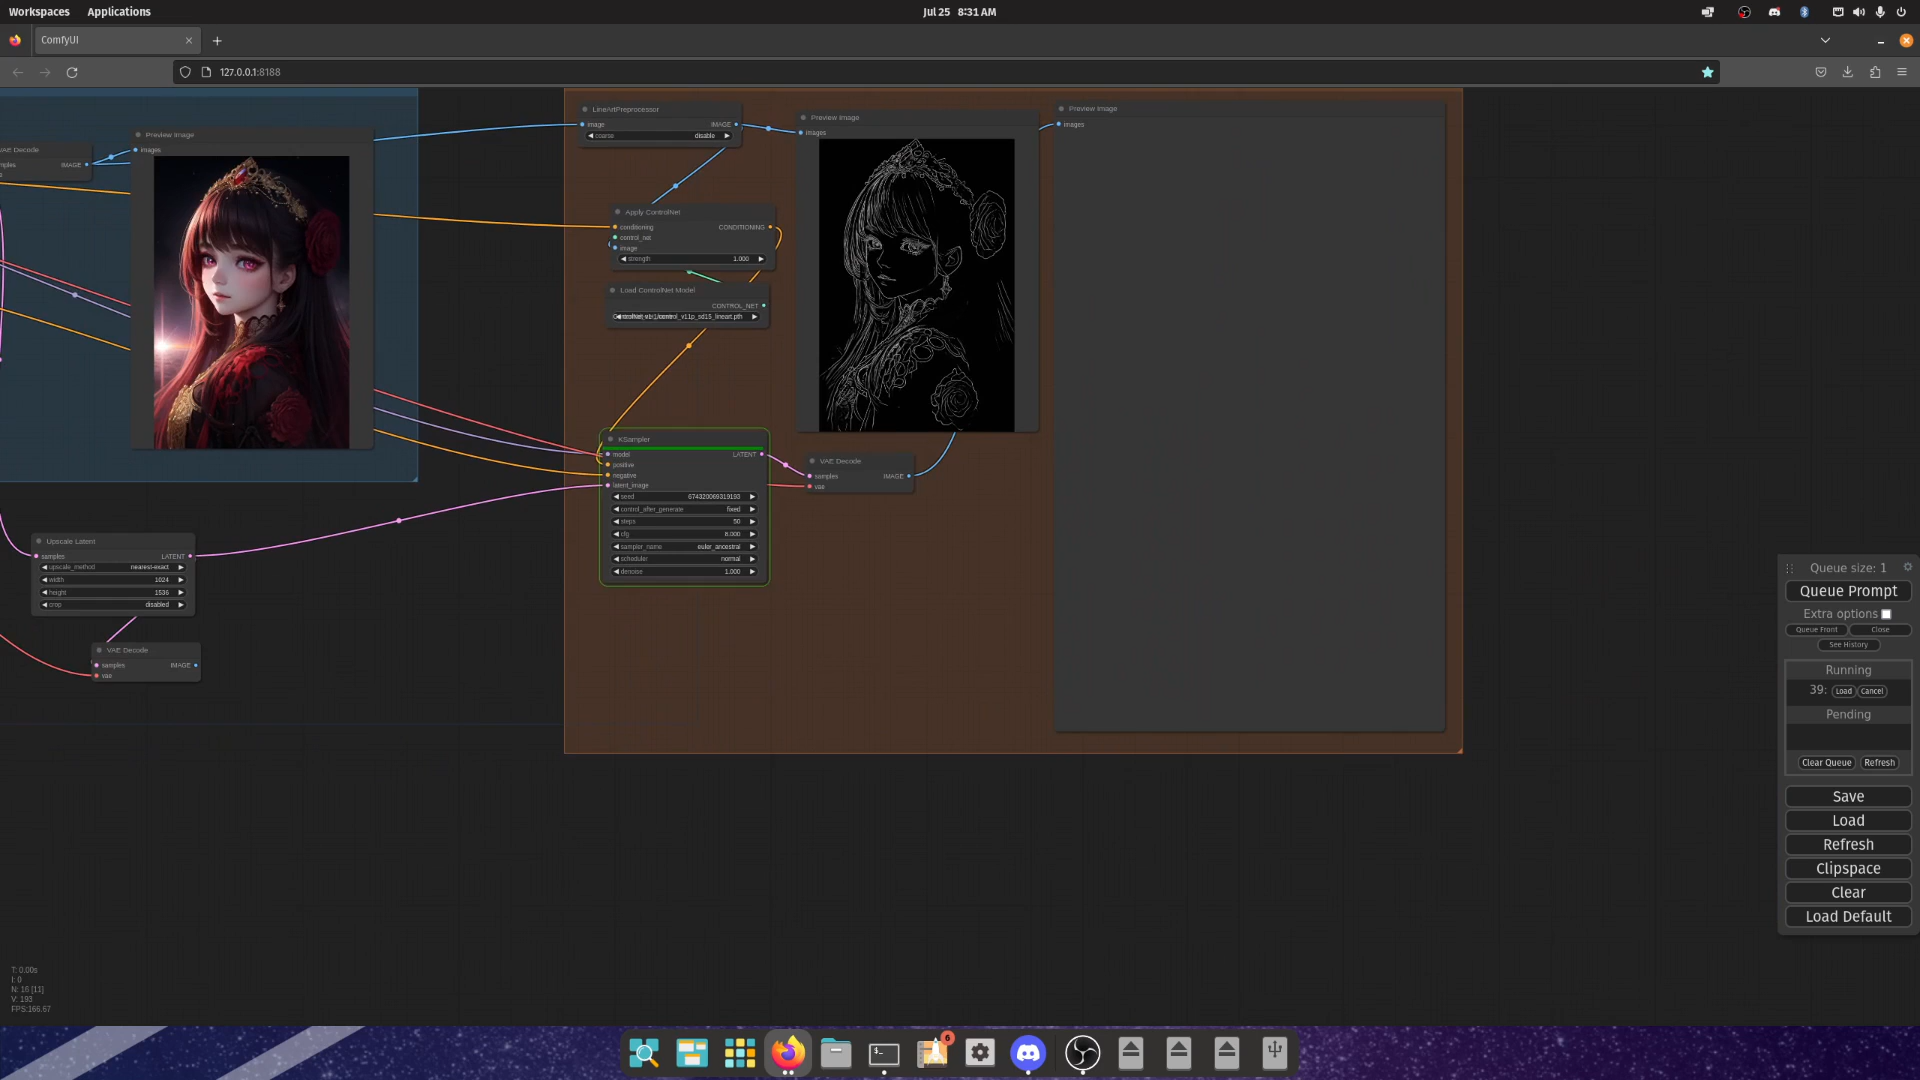 Workspaces Applications Jul 25 8:31 AM
ComfyUI
127.0.0.1:8188
Preview Image
images
VAE Decode
IMAGE
LineArtPreprocessor
image IMAGE
coarse disable
Preview Image
images
Preview Image
images
Apply ControlNet
conditioning CONDITIONING
control_net
image
strength 1.000
Load ControlNet Model
CONTROL_NET
control_v11p_sd15_lineart.pth
KSampler
model LATENT
positive
negative
latent_image
seed 674320069319193
control_after_generate fixed
steps 50
cfg 8.000
sampler_name euler_ancestral
scheduler normal
denoise 1.000
VAE Decode
samples IMAGE
vae
Upscale Latent
samples LATENT
upscale_method nearest-exact
width 1024
height 1536
crop disabled
VAE Decode
samples IMAGE
vae
Queue size: 1
Queue Prompt
Extra options
Queue Front Close
See History
Running
39: Load Cancel
Pending
Clear Queue Refresh
Save
Load
Refresh
Clipspace
Clear
Load Default
T: 0.00s
I: 0
N: 16 [11]
V: 193
FPS:166.67
6